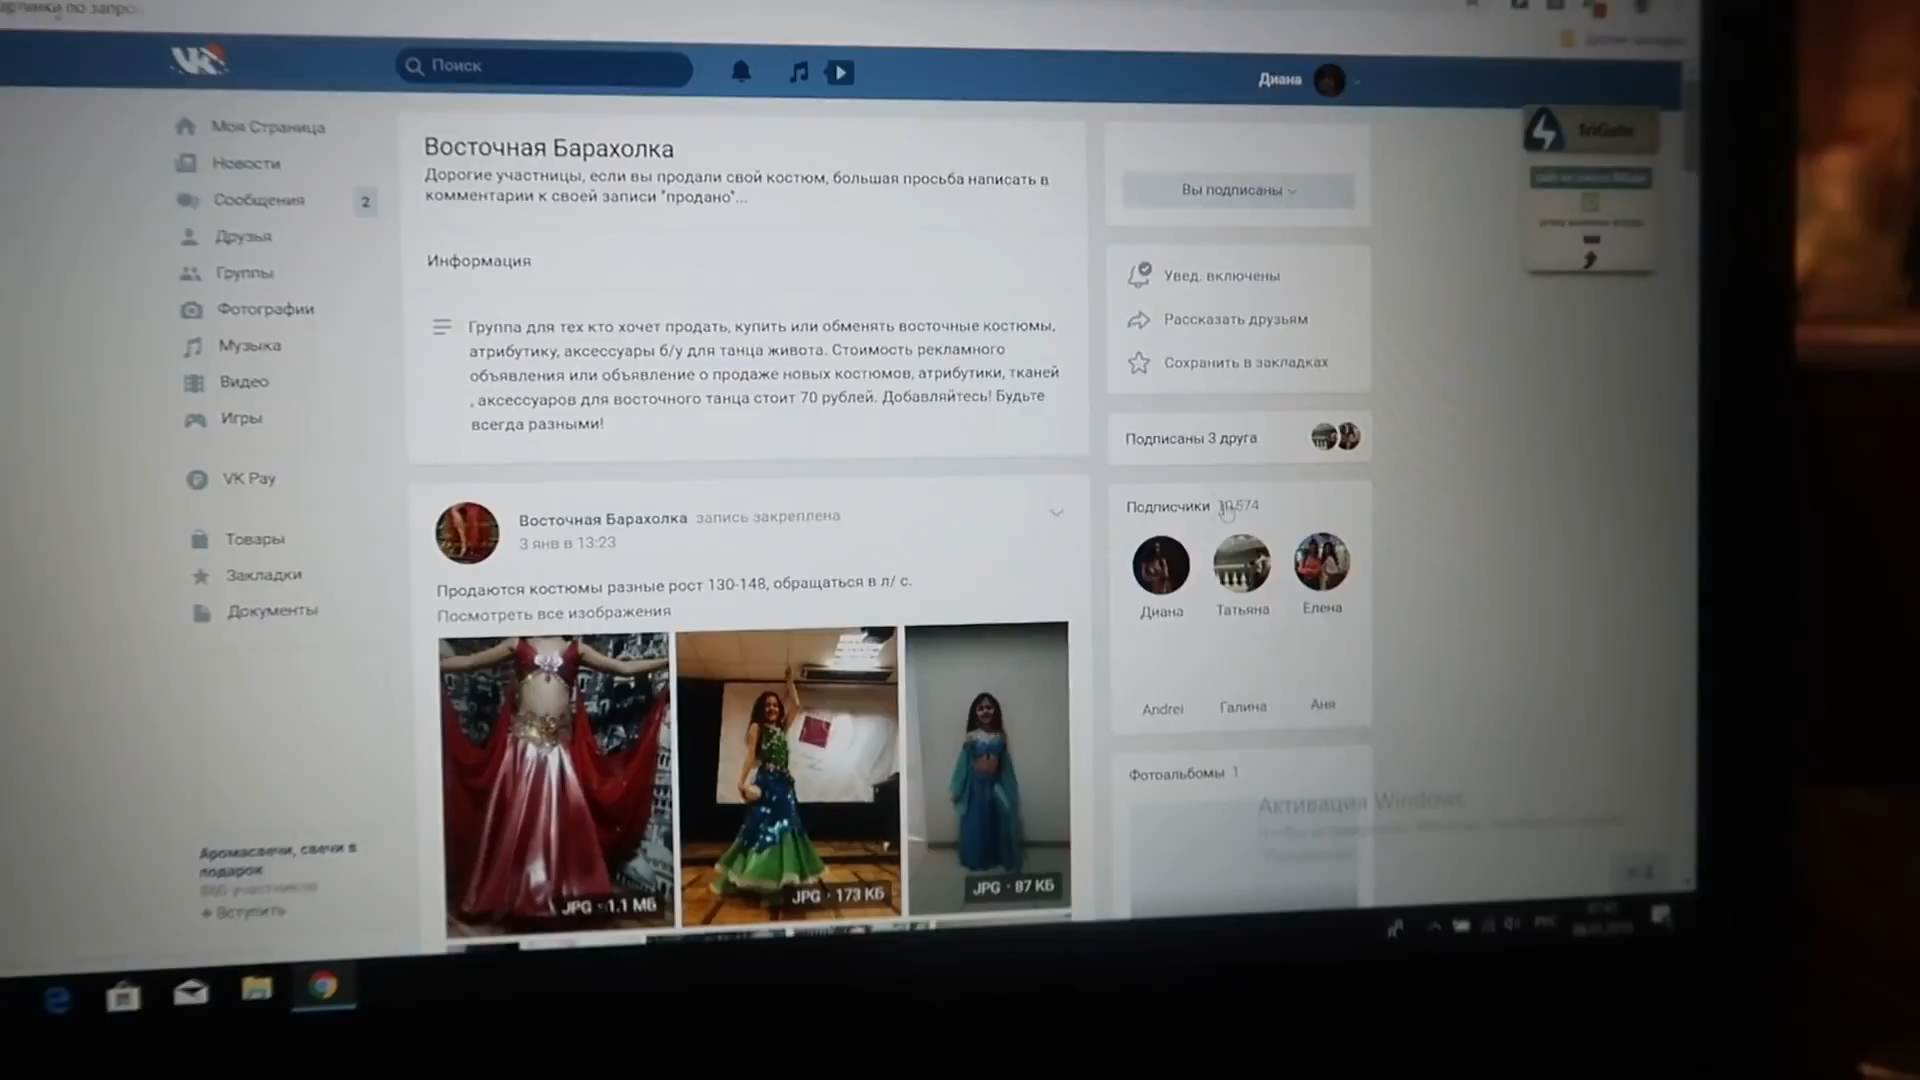 Поиск
Диана
Моя Страница
Новости
Сообщения
2
Друзья
Группы
Фотографии
Музыка
Видео
Игры
VK Pay
Товары
Закладки
Документы
Аромасвечи, свечи в
подарок
+ Вступить
Восточная Барахолка
Дорогие участницы, если вы продали свой костюм, большая просьба написать в
комментарии к своей записи "продано"...
Информация
Группа для тех кто хочет продать, купить или обменять восточные костюмы,
атрибутику, аксессуары б/у для танца живота. Стоимость рекламного
объявления или объявление о продаже новых костюмов, атрибутики, тканей
, аксессуаров для восточного танца стоит 70 рублей. Добавляйтесь! Будьте
всегда разными!
Восточная Барахолка запись закреплена
3 янв в 13:23
Продаются костюмы разные рост 130-148, обращаться в л/ с.
Посмотреть все изображения
JPG · 1.1 МБ
JPG · 173 КБ
JPG · 87 КБ
Вы подписаны
Увед. включены
Рассказать друзьям
Сохранить в закладках
Подписаны 3 друга
Подписчики
Диана
Татьяна
Елена
Andrei
Галина
Аня
Фотоальбомы 1
Активация Windows
friGate
РУС